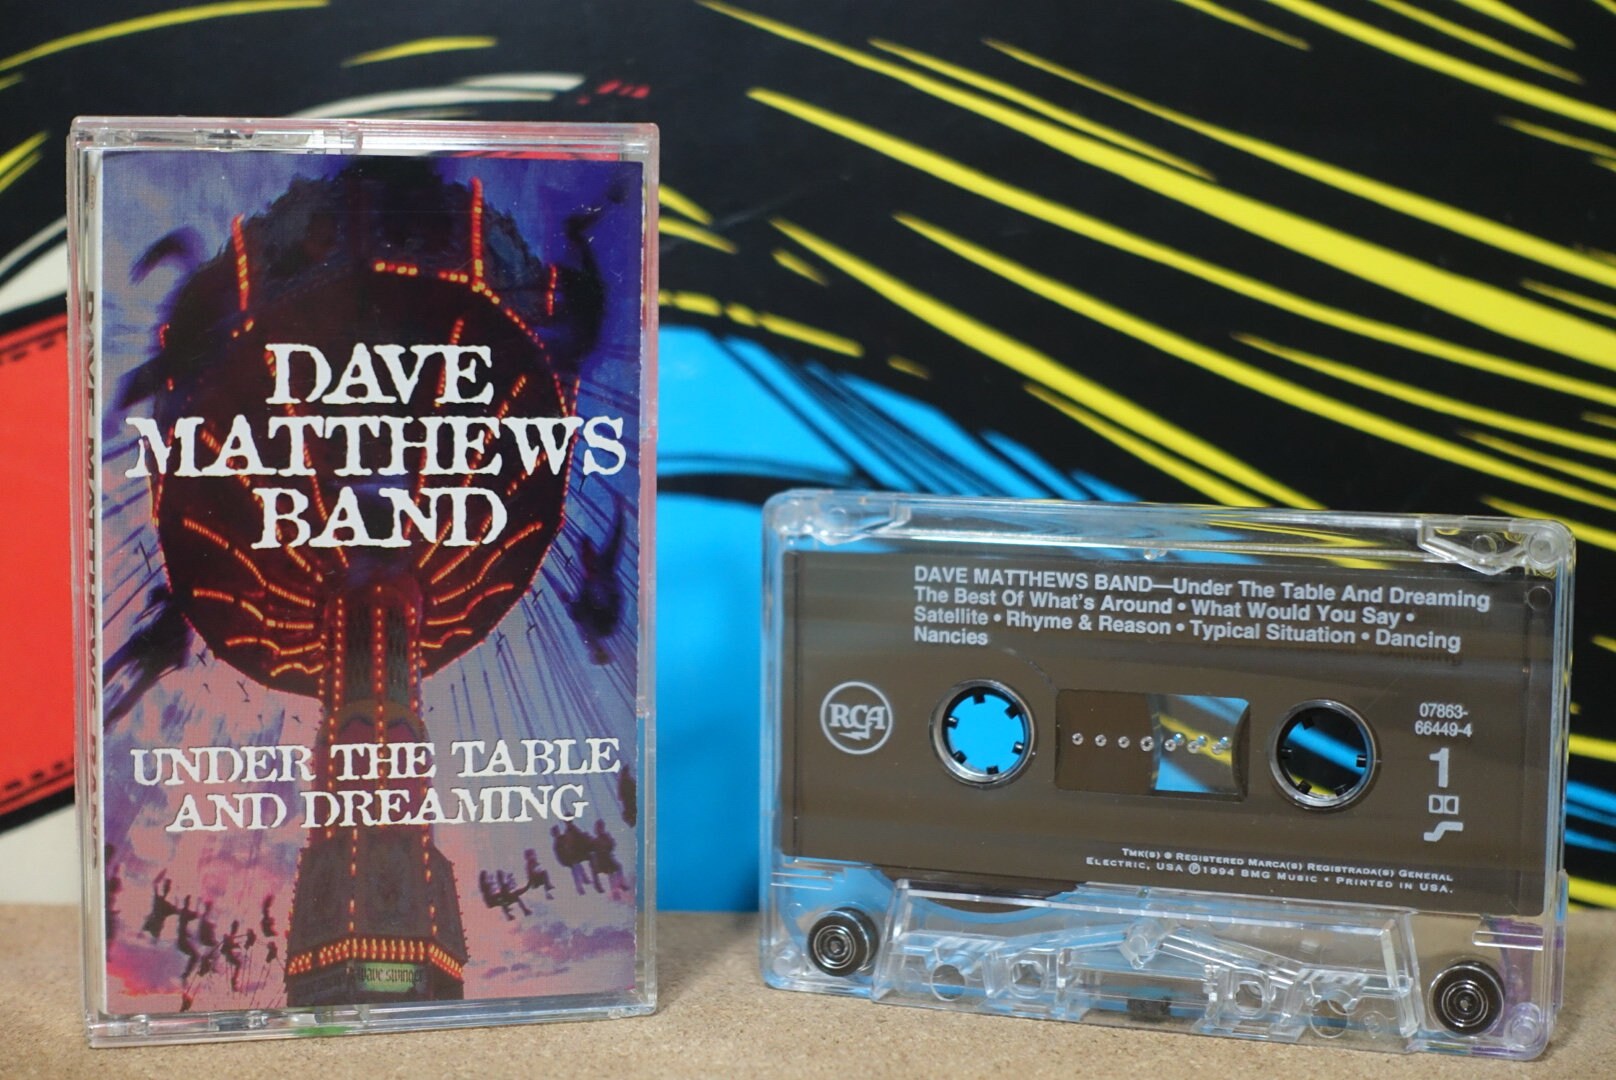 DAVE
MATTHEWS
BAND
UNDER THE TABLE
AND DREAMING
wave swinger
DAVE MATTHEWS BAND—Under The Table And Dreaming
The Best Of What's Around • What Would You Say •
Satellite • Rhyme & Reason • Typical Situation • Dancing
Nancies
RCA
07863-
66449-4
1
TMK(S) ® REGISTERED MARCA(S) REGISTRADA(S) GENERAL
ELECTRIC, USA ℗1994 BMG MUSIC • PRINTED IN USA.